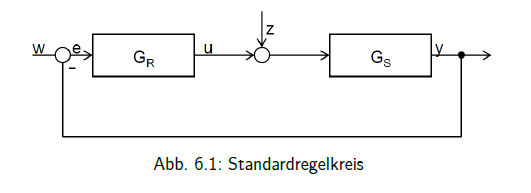 z
w e G_R u G_S y
-
Abb. 6.1: Standardregelkreis